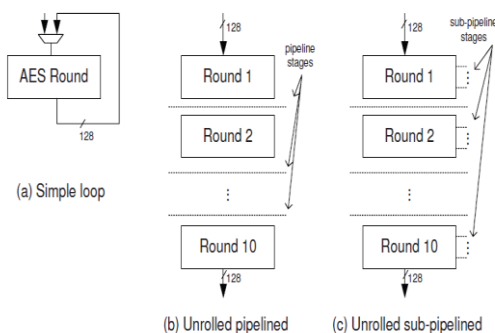 AES Round
128
(a) Simple loop
128
pipeline
stages
Round 1
Round 2
Round 10
128
(b) Unrolled pipelined
128
sub-pipeline
stages
Round 1
Round 2
Round 10
128
(c) Unrolled sub-pipelined